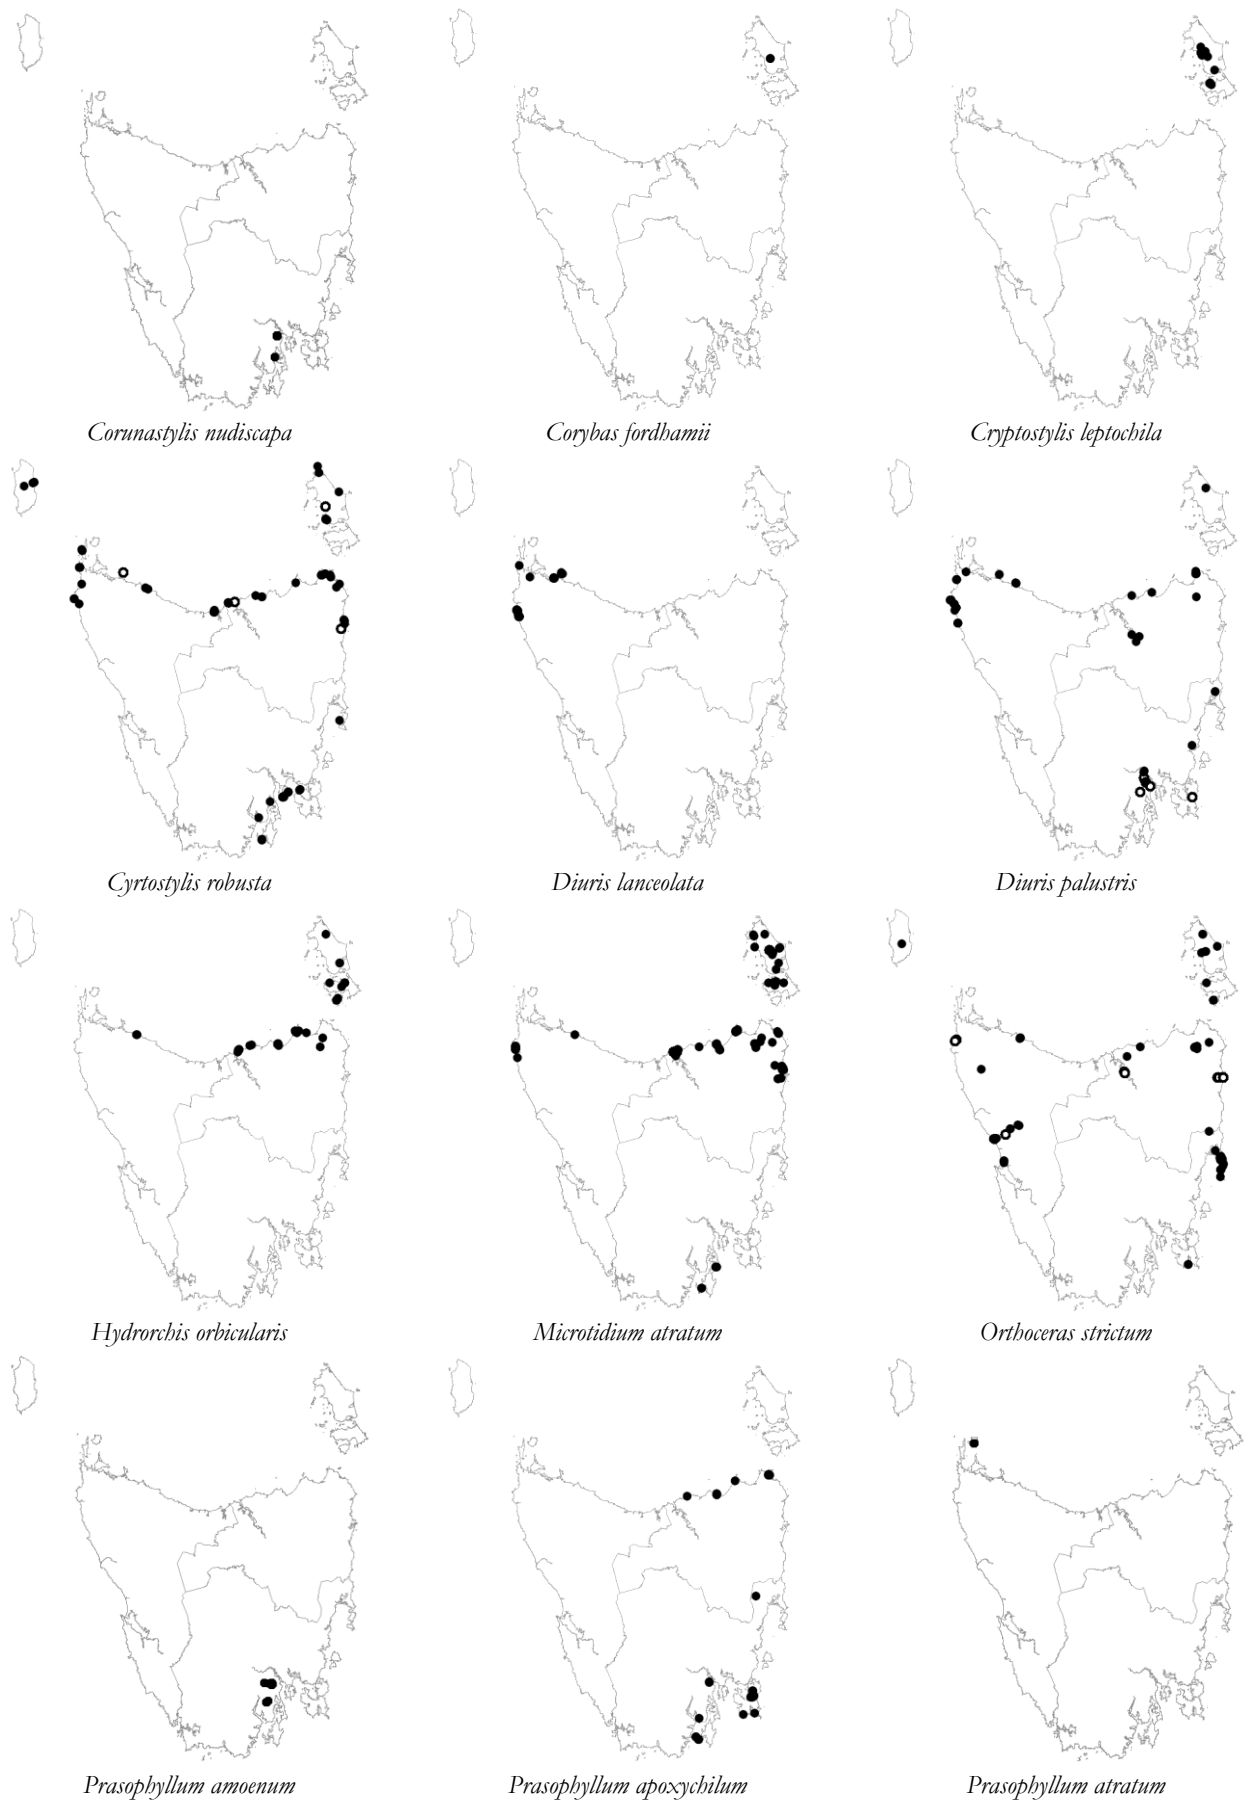 Corunastylis nudiscapa
Corybas fordhamii
Cryptostylis leptochila
Cyrtostylis robusta
Diuris lanceolata
Diuris palustris
Hydrorchis orbicularis
Microtidium atratum
Orthoceras strictum
Prasophyllum amoenum
Prasophyllum apoxychilum
Prasophyllum atratum